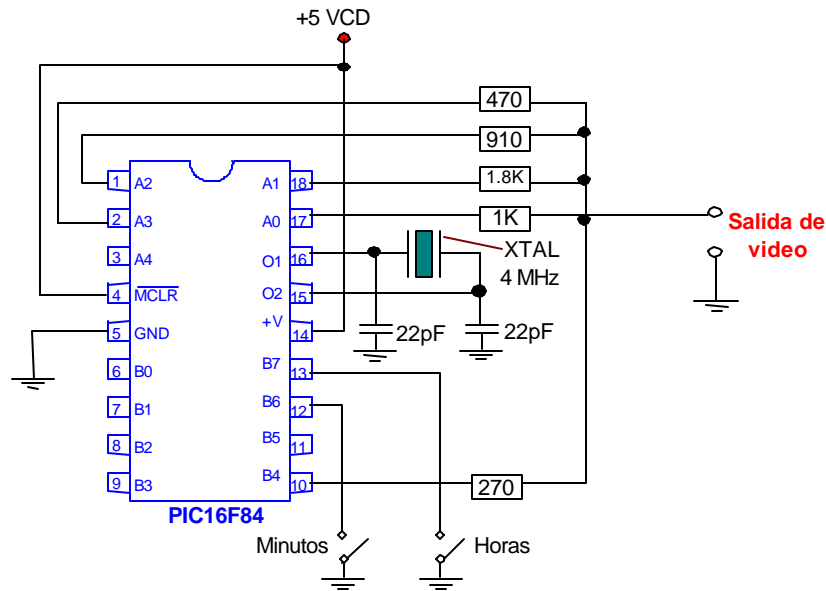 +5 VCD
470
910
1.8K
1K
Salida de
video
XTAL
4 MHz
22pF
22pF
1 A2
2 A3
3 A4
4 MCLR
5 GND
6 B0
7 B1
8 B2
9 B3
A1 18
A0 17
O1 16
O2 15
+V 14
B7 13
B6 12
B5 11
B4 10
270
PIC16F84
Minutos
Horas